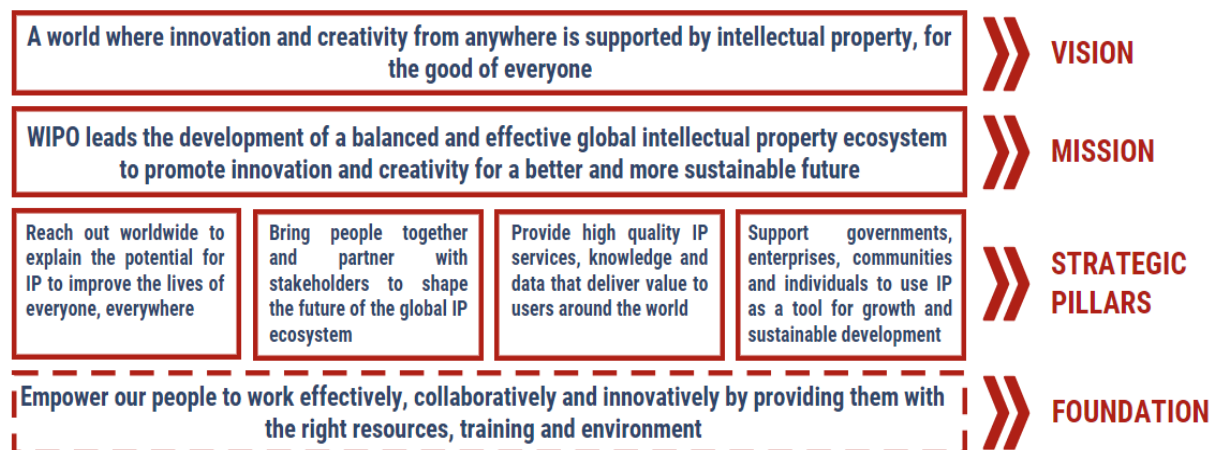 A world where innovation and creativity from anywhere is supported by intellectual property, for
the good of everyone
VISION
WIPO leads the development of a balanced and effective global intellectual property ecosystem
to promote innovation and creativity for a better and more sustainable future
MISSION
Reach out worldwide to
explain the potential for
IP to improve the lives of
everyone, everywhere
Bring people together
and partner with
stakeholders to shape
the future of the global IP
ecosystem
Provide high quality IP
services, knowledge and
data that deliver value to
users around the world
Support governments,
enterprises, communities
and individuals to use IP
as a tool for growth and
sustainable development
STRATEGIC
PILLARS
Empower our people to work effectively, collaboratively and innovatively by providing them with
the right resources, training and environment
FOUNDATION